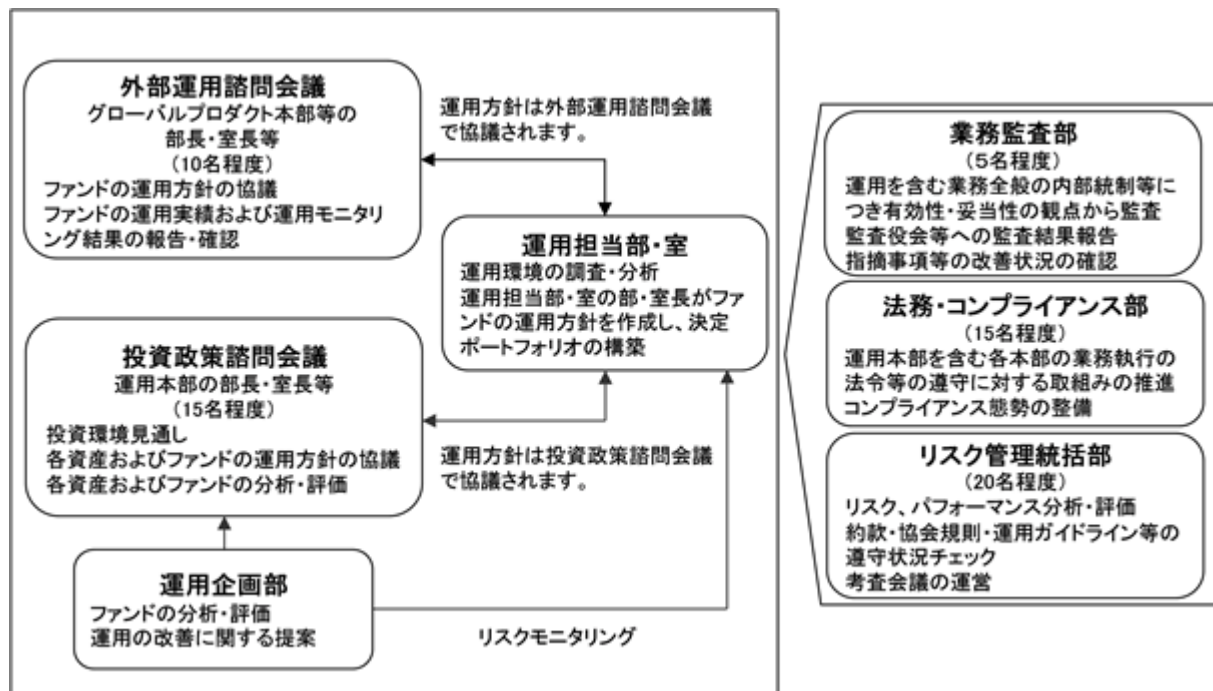 外部運用諮問会議
グローバルプロダクト本部等の
部長・室長等
(10名程度)
ファンドの運用方針の協議
ファンドの運用実績および運用モニタリ
ング結果の報告・確認
運用方針は外部運用諮問会議
で協議されます。
運用担当部・室
運用環境の調査・分析
運用担当部・室の部・室長がファ
ンドの運用方針を作成し、決定
ポートフォリオの構築
投資政策諮問会議
運用本部の部長・室長等
(15名程度)
投資環境見通し
各資産およびファンドの運用方針の協議
各資産およびファンドの分析・評価
運用方針は投資政策諮問会議
で協議されます。
運用企画部
ファンドの分析・評価
運用の改善に関する提案
リスクモニタリング
業務監査部
(5名程度)
運用を含む業務全般の内部統制等に
つき有効性・妥当性の観点から監査
監査役会等への監査結果報告
指摘事項等の改善状況の確認
法務・コンプライアンス部
(15名程度)
運用本部を含む各本部の業務執行の
法令等の遵守に対する取組みの推進
コンプライアンス態勢の整備
リスク管理統括部
(20名程度)
リスク、パフォーマンス分析・評価
約款・協会規則・運用ガイドライン等の
遵守状況チェック
考査会議の運営